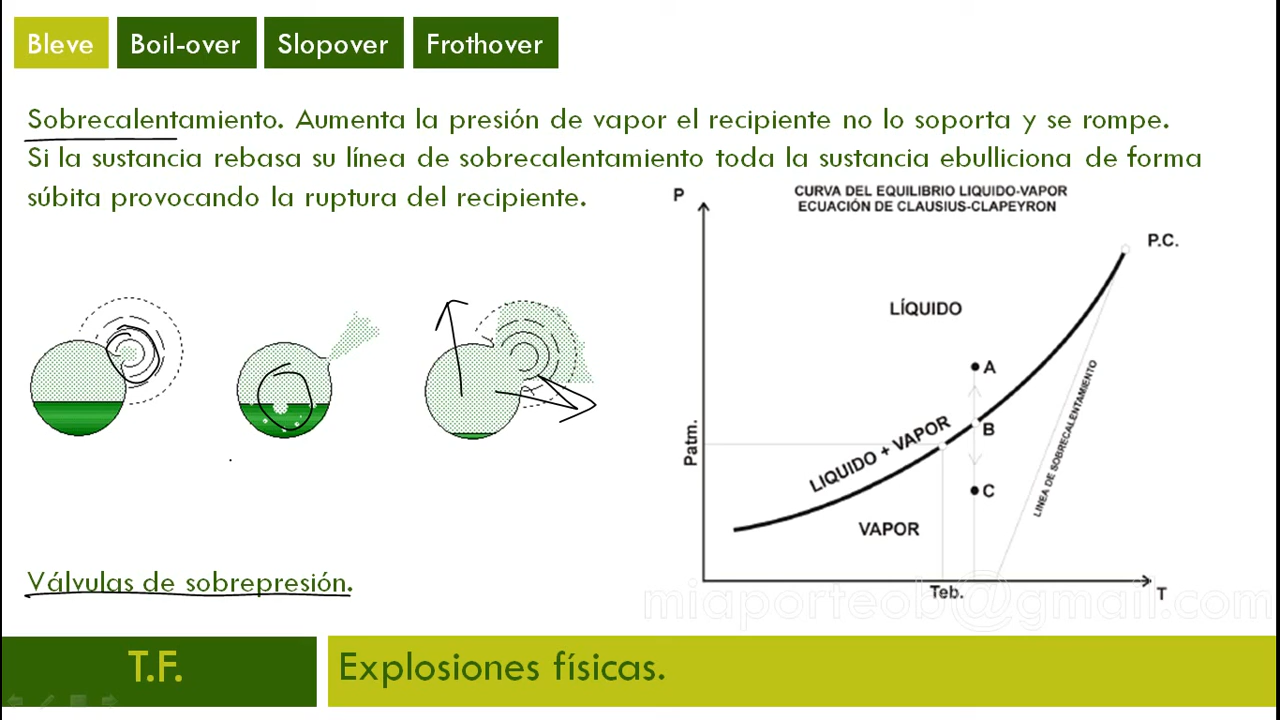 Bleve
Boil-over
Slopover
Frothover
Sobrecalentamiento. Aumenta la presión de vapor el recipiente no lo soporta y se rompe.
Si la sustancia rebasa su línea de sobrecalentamiento toda la sustancia ebulliciona de forma
súbita provocando la ruptura del recipiente.
P
CURVA DEL EQUILIBRIO LIQUIDO-VAPOR
ECUACIÓN DE CLAUSIUS-CLAPEYRON
P.C.
LÍQUIDO
A
LIQUIDO + VAPOR
B
LINEA DE SOBRECALENTAMIENTO
Patm.
C
VAPOR
Teb.
T
Válvulas de sobrepresión.
miaporteob@gmail.com
T.F.
Explosiones físicas.